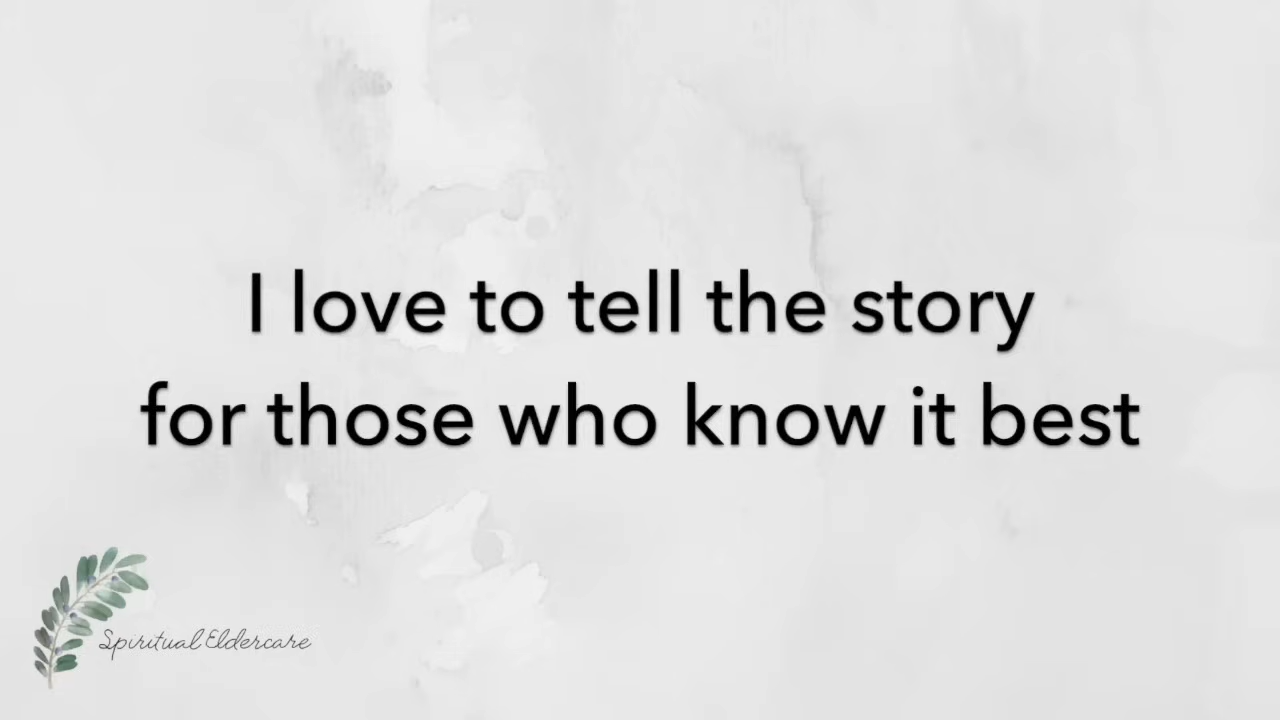 I love to tell the story
for those who know it best
Spiritual Eldercare